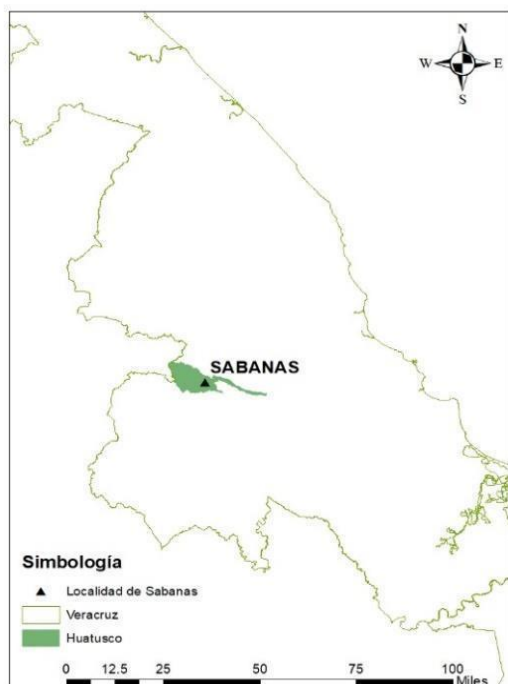 N
W E
S
SABANAS
Simbología
Localidad de Sabanas
Veracruz
Huatusco
0 12.5 25 50 75 100
Miles